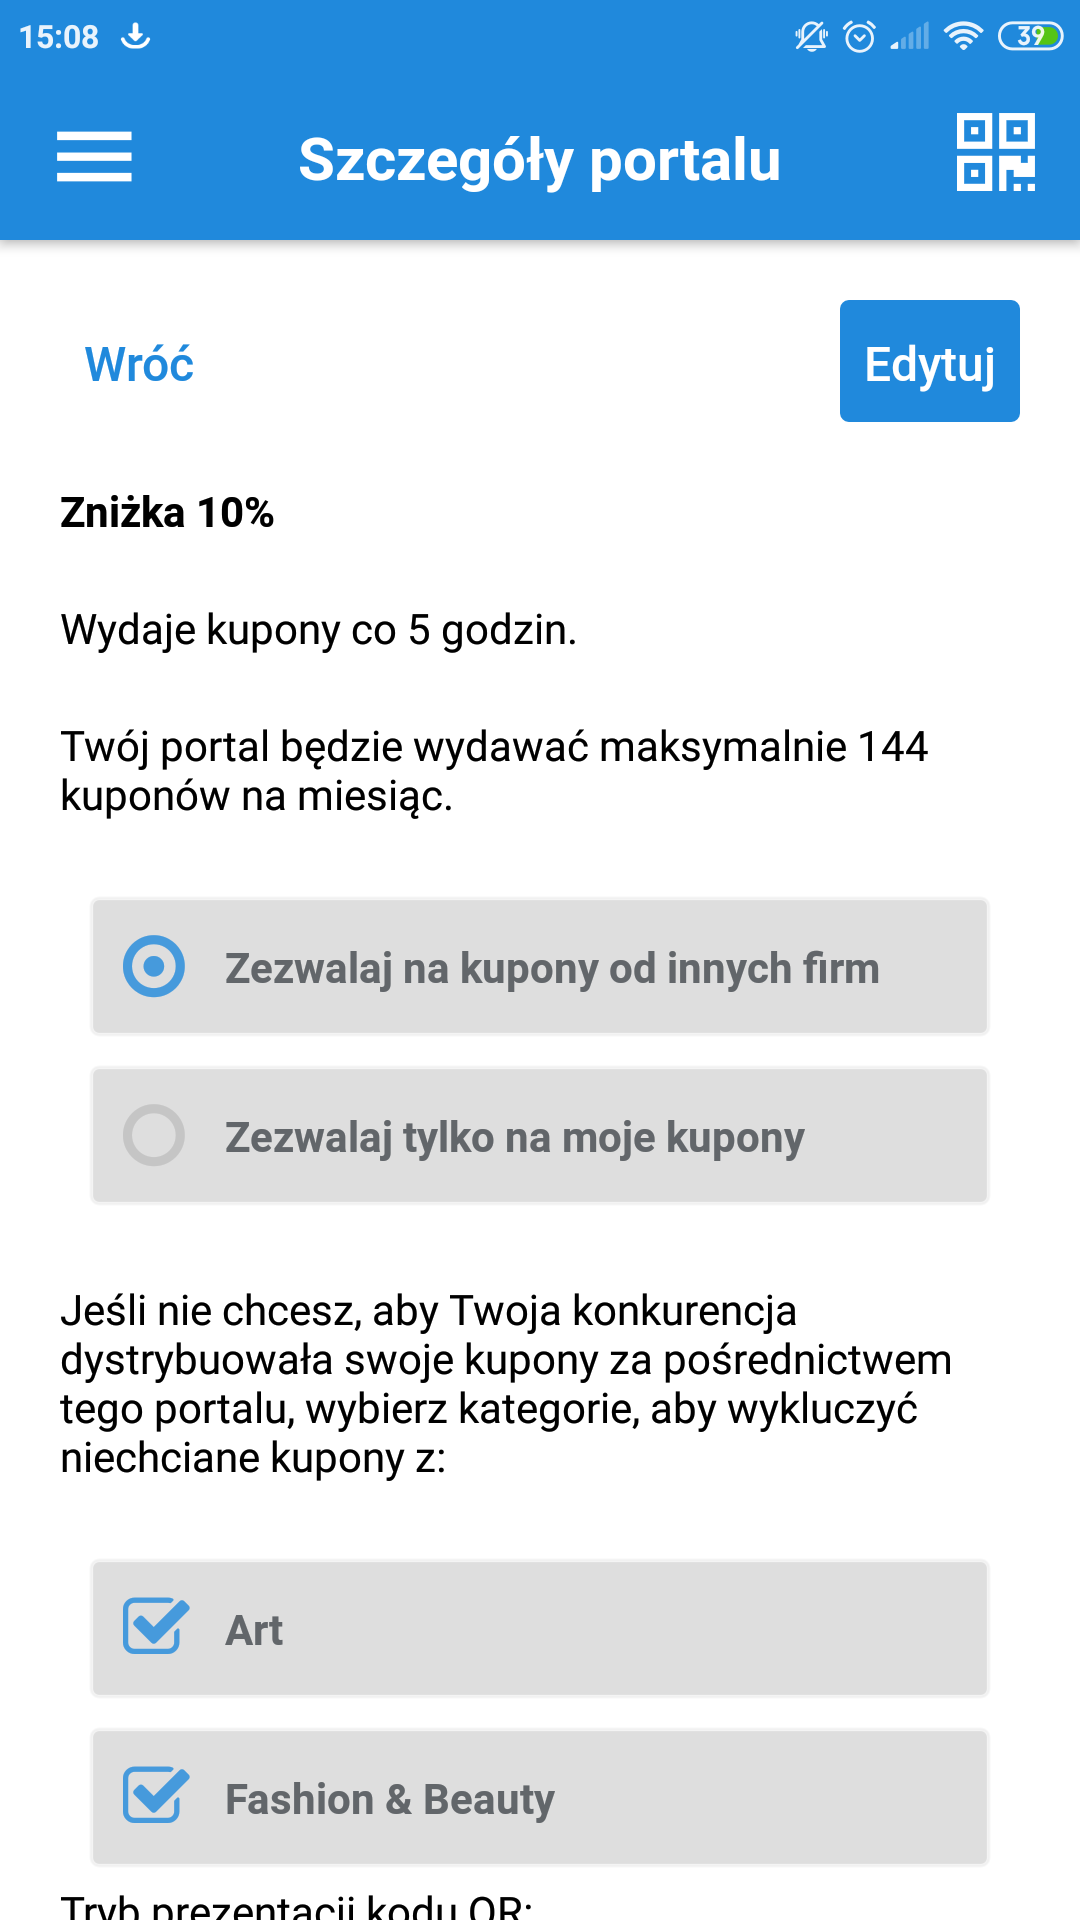 15:08
39
Szczegóły portalu
Wróć
Edytuj
Zniżka 10%
Wydaje kupony co 5 godzin.
Twój portal będzie wydawać maksymalnie 144
kuponów na miesiąc.
Zezwalaj na kupony od innych firm
Zezwalaj tylko na moje kupony
Jeśli nie chcesz, aby Twoja konkurencja
dystrybuowała swoje kupony za pośrednictwem
tego portalu, wybierz kategorie, aby wykluczyć
niechciane kupony z:
Art
Fashion & Beauty
Tryb prezentacji kodu QR: